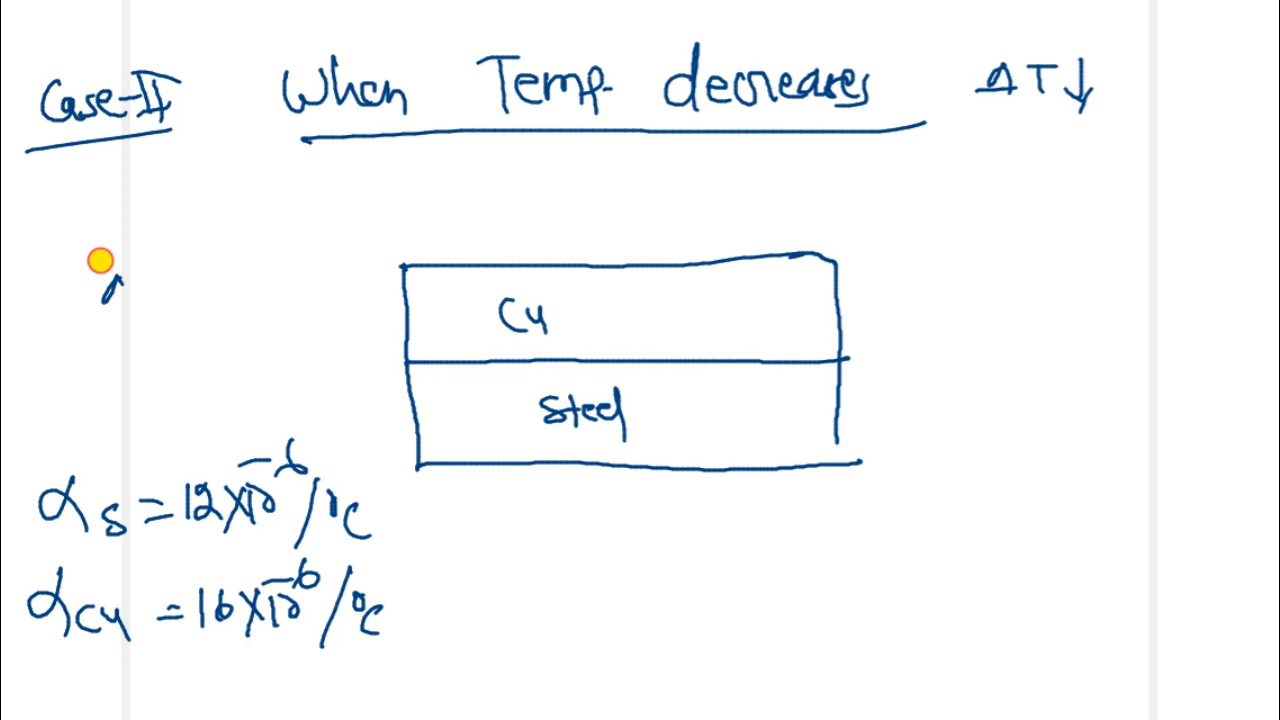 Case-II When Temp. decreases ΔT↓
Cu
Steel
αs = 12×10⁻⁶/°C
αCu = 16×10⁻⁶/°C